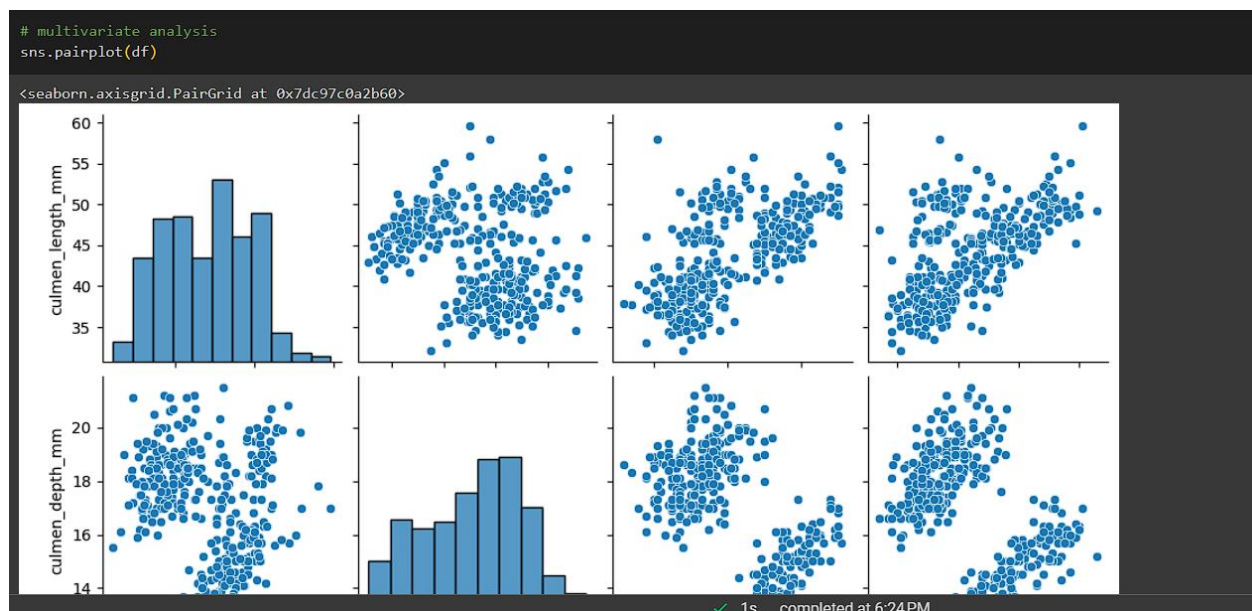 # multivariate analysis
sns.pairplot(df)
<seaborn.axisgrid.PairGrid at 0x7dc97c0a2b60>
60
55
50
45
40
35
culmen_length_mm
20
18
16
14
culmen_depth_mm
✓ 1s completed at 6:24 PM